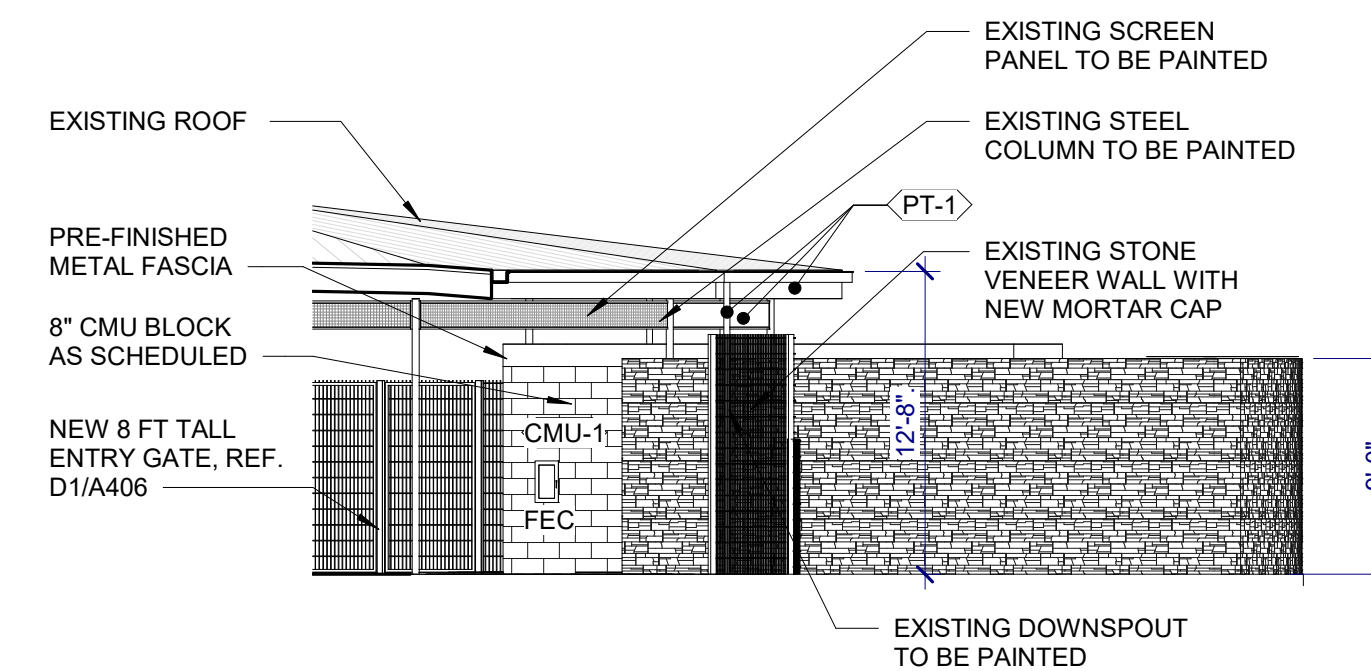 EXISTING SCREEN
PANEL TO BE PAINTED
EXISTING ROOF
EXISTING STEEL
COLUMN TO BE PAINTED
PT-1
PRE-FINISHED
METAL FASCIA
EXISTING STONE
VENEER WALL WITH
NEW MORTAR CAP
8" CMU BLOCK
AS SCHEDULED
12'-8".
CMU-1
NEW 8 FT TALL
ENTRY GATE, REF.
D1/A406
FEC
EXISTING DOWNSPOUT
TO BE PAINTED